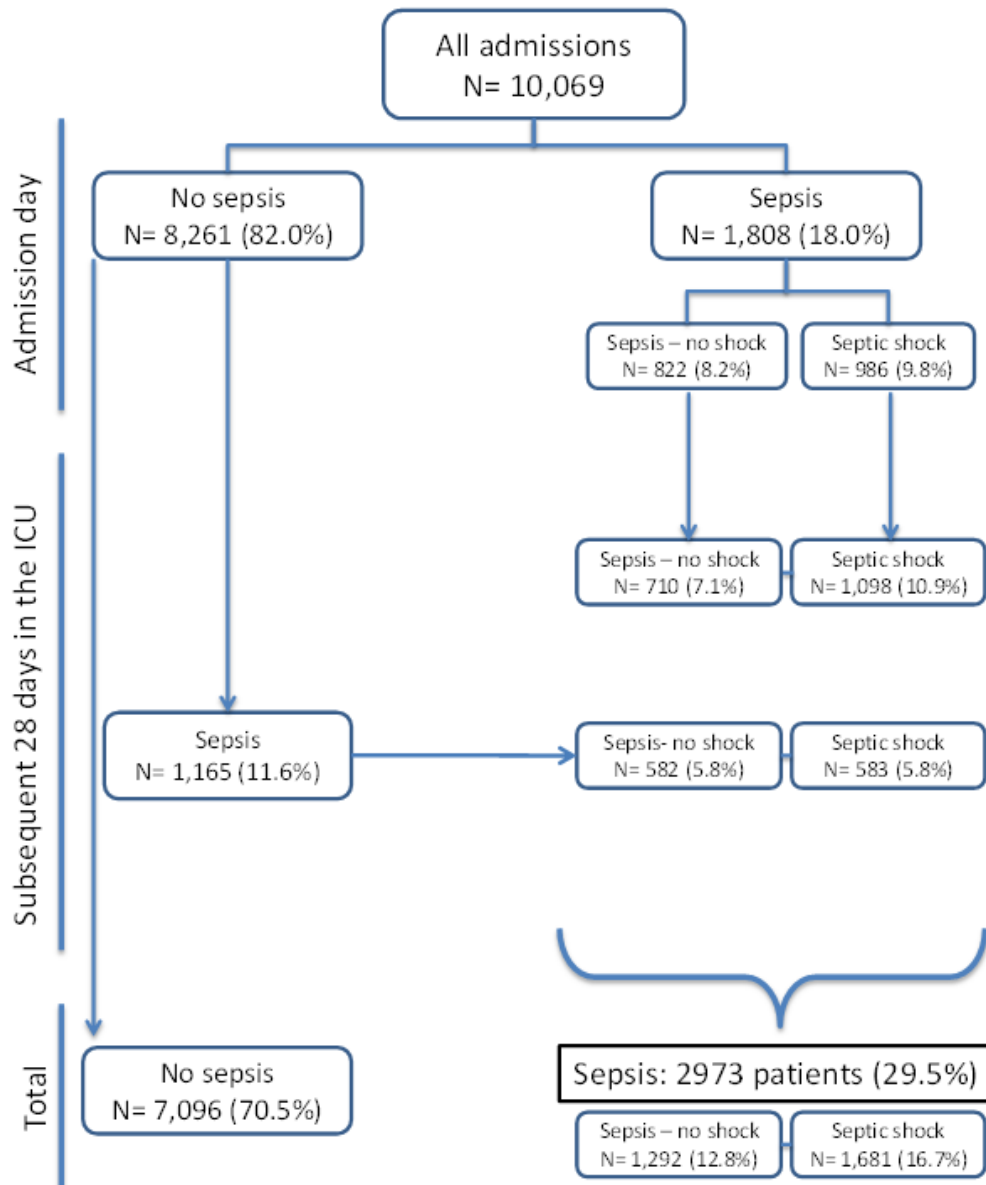 All admissions
N= 10,069
Admission day
No sepsis
N= 8,261 (82.0%)
Sepsis
N= 1,808 (18.0%)
Sepsis – no shock
N= 822 (8.2%)
Septic shock
N= 986 (9.8%)
Subsequent 28 days in the ICU
Sepsis – no shock
N= 710 (7.1%)
Septic shock
N= 1,098 (10.9%)
Sepsis
N= 1,165 (11.6%)
Sepsis- no shock
N= 582 (5.8%)
Septic shock
N= 583 (5.8%)
Total
No sepsis
N= 7,096 (70.5%)
Sepsis: 2973 patients (29.5%)
Sepsis – no shock
N= 1,292 (12.8%)
Septic shock
N= 1,681 (16.7%)